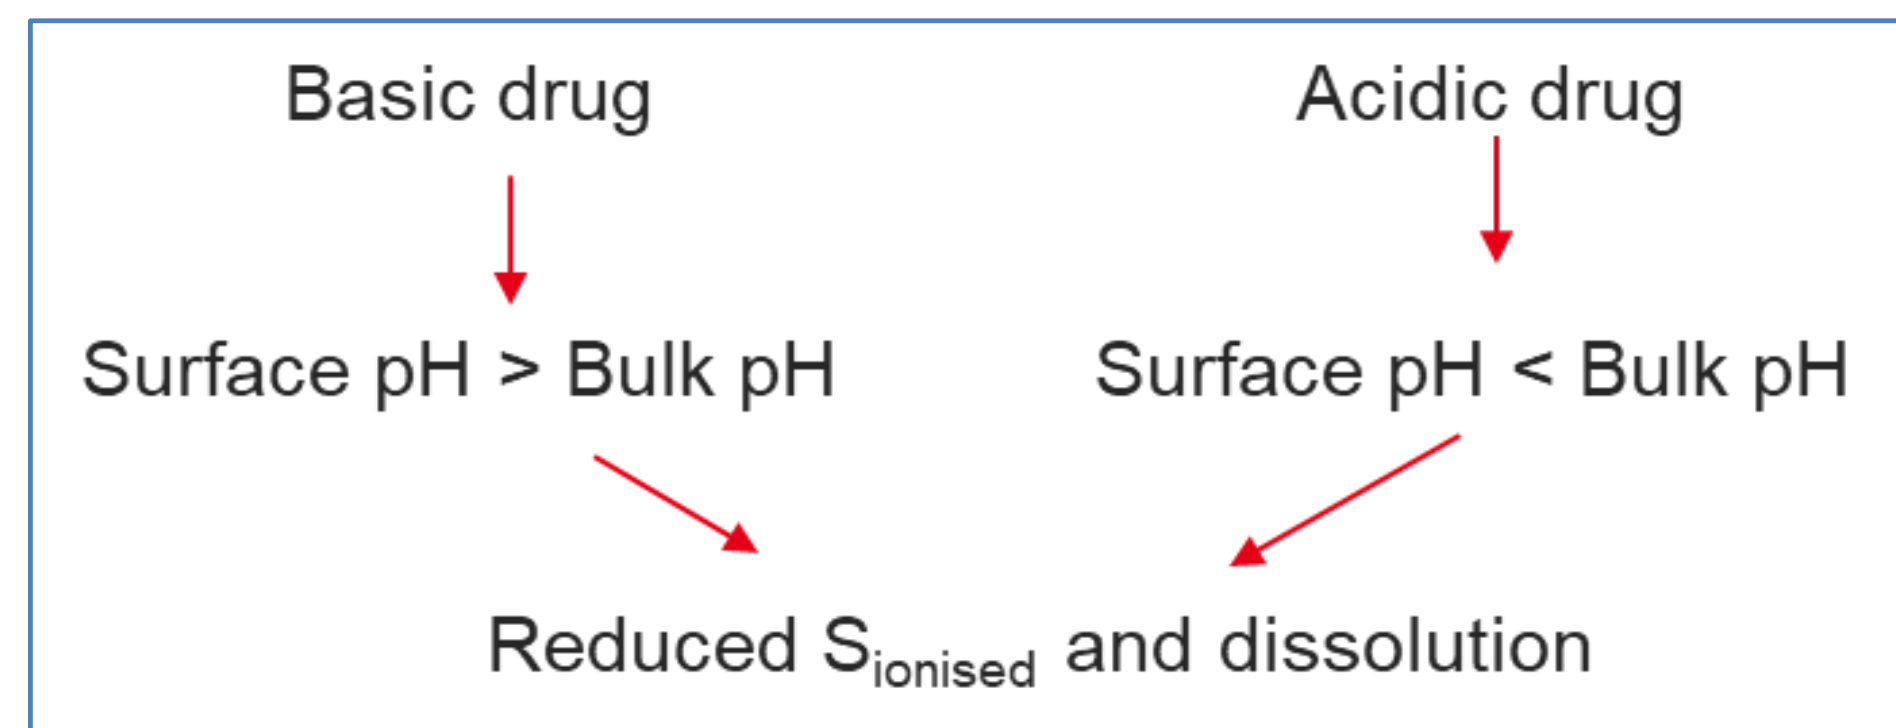 Basic drug
Acidic drug
Surface pH > Bulk pH
Surface pH < Bulk pH
Reduced Sionised and dissolution